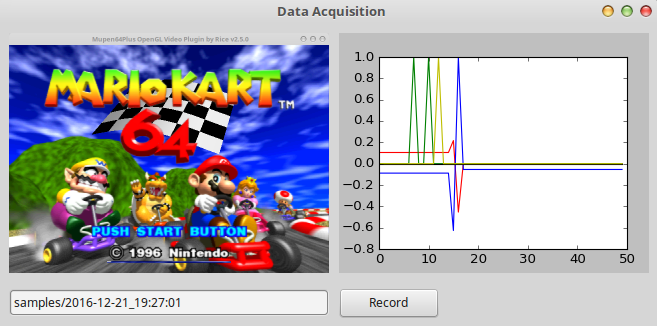 Data Acquisition
Mupen64Plus OpenGL Video Plugin by Rice v2.5.0
MARIOKART™
64
PUSH START BUTTON
© 1996 Nintendo
1.0
0.8
0.6
0.4
0.2
0.0
−0.2
−0.4
−0.6
−0.8
0 10 20 30 40 50
samples/2016-12-21_19:27:01
Record